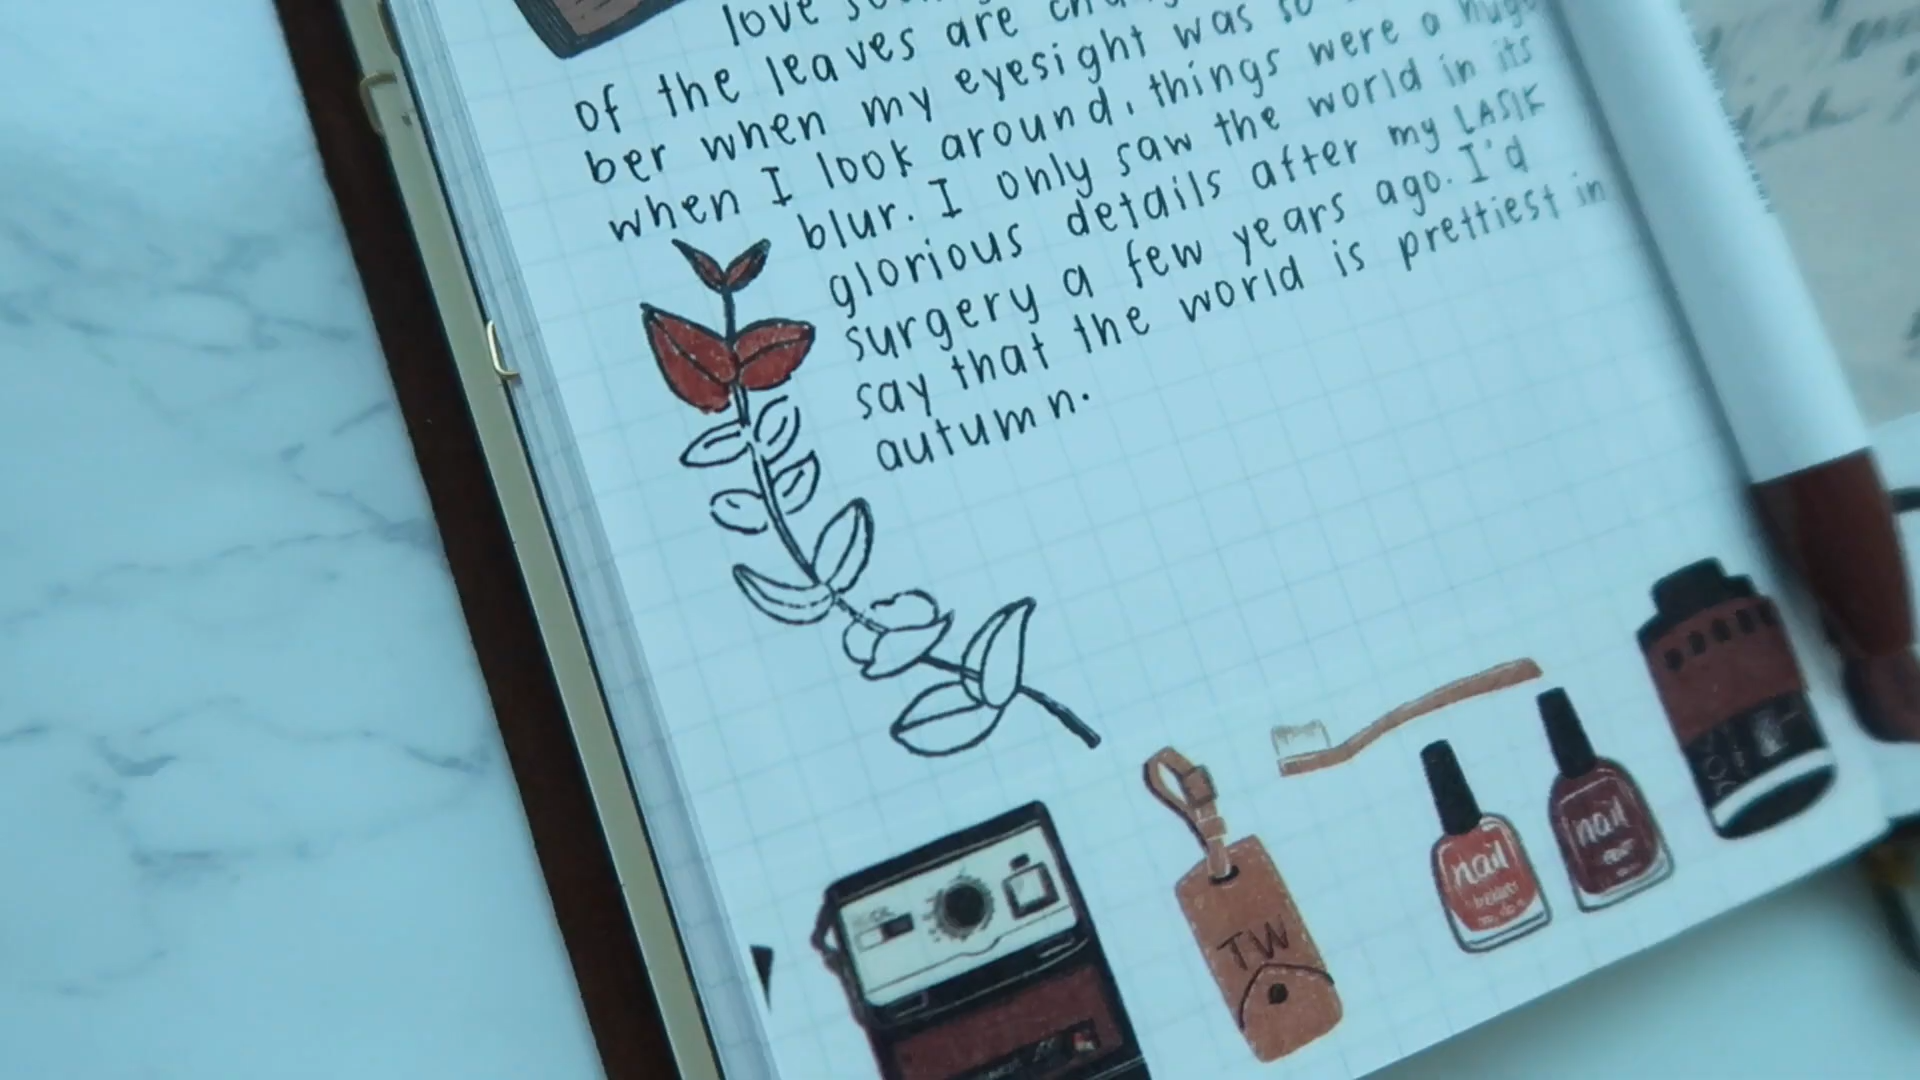 love
of the leaves are
ber when my eyesight was so
when I look around, things were a huge
blur. I only saw the world in its
glorious details after my LASIK
surgery a few years ago. I'd
say that the world is prettiest in
autumn.
TW
nail
nail